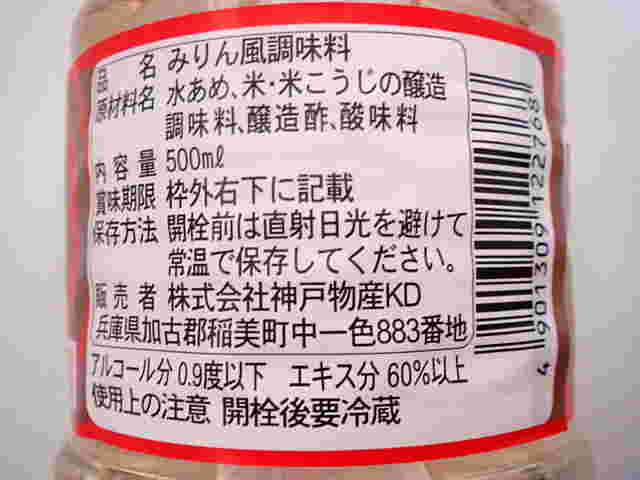 品名 みりん風調味料
原材料名 水あめ、米・米こうじの醸造
調味料、醸造酢、酸味料
内容量 500mℓ
賞味期限 枠外右下に記載
保存方法 開栓前は直射日光を避けて
常温で保存してください。
販売者 株式会社神戸物産KD
兵庫県加古郡稲美町中一色883番地
アルコール分 0.9度以下 エキス分 60%以上
使用上の注意 開栓後要冷蔵
4 901309 122768